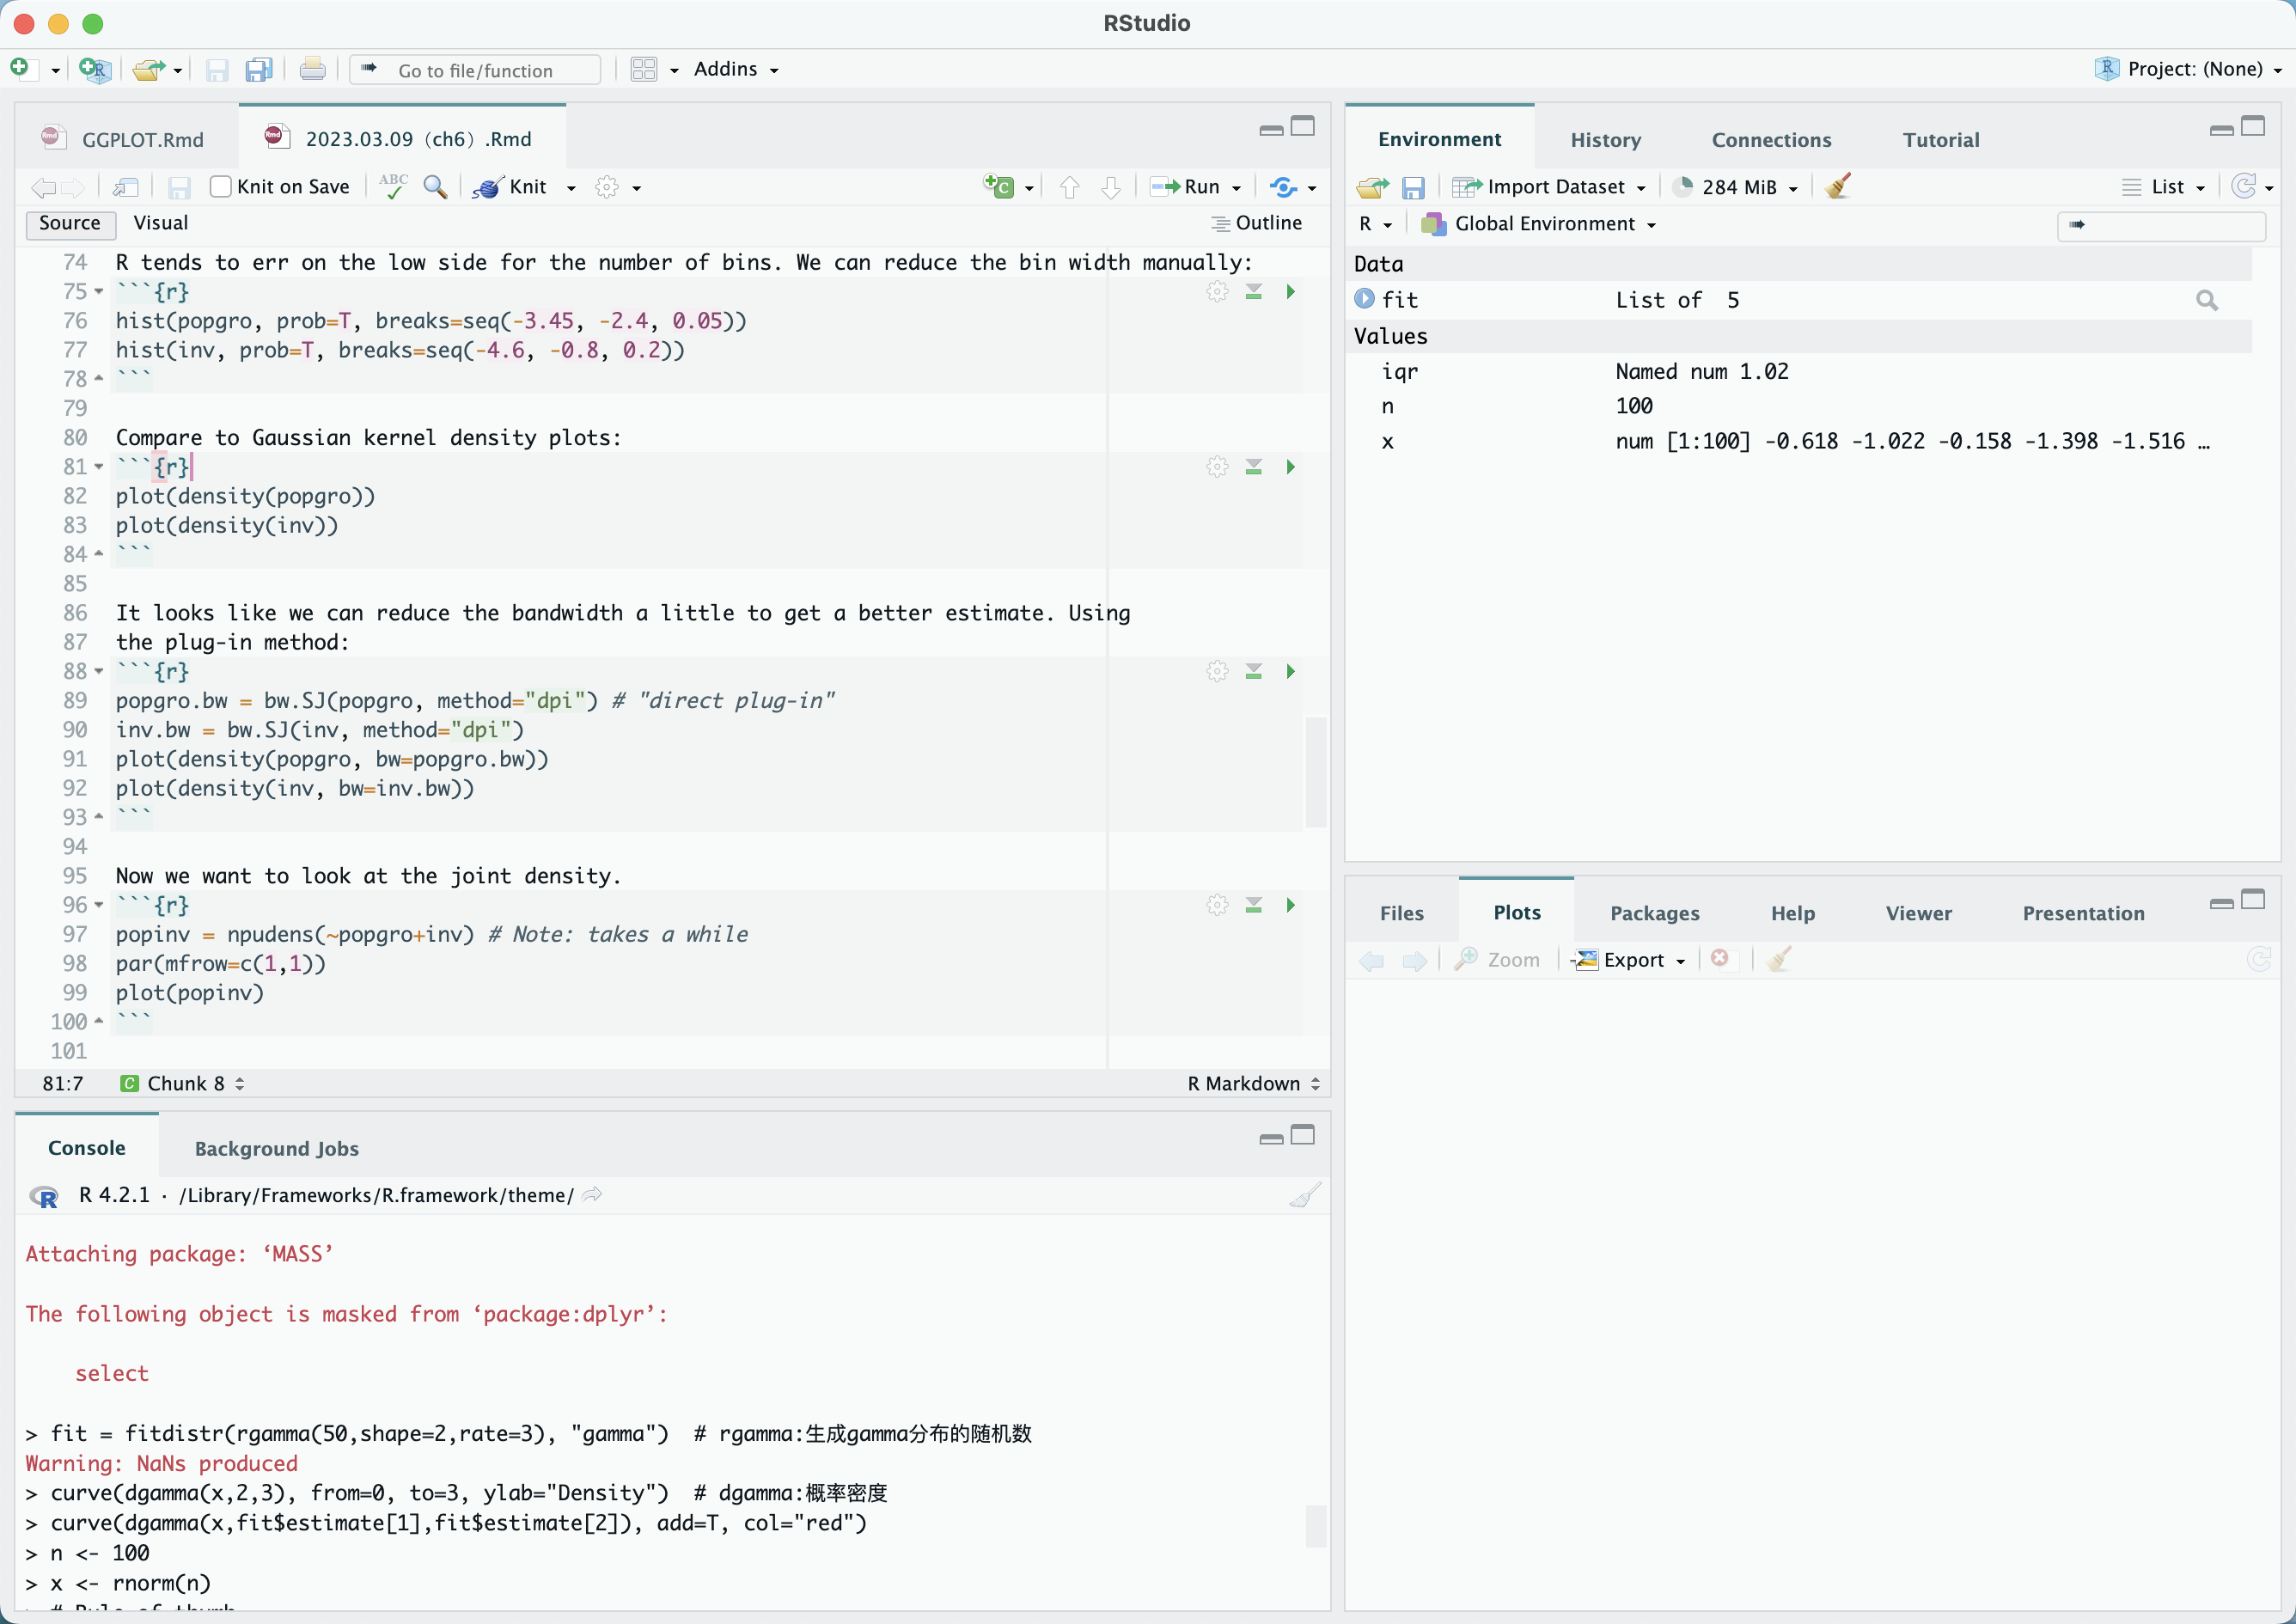 RStudio
Go to file/function
Addins
Project: (None)
GGPLOT.Rmd
2023.03.09（ch6）.Rmd
Knit on Save
ABC
Knit
Run
Source
Visual
Outline
74 R tends to err on the low side for the number of bins. We can reduce the bin width manually:
75 ```{r}
76 hist(popgro, prob=T, breaks=seq(-3.45, -2.4, 0.05))
77 hist(inv, prob=T, breaks=seq(-4.6, -0.8, 0.2))
78 ```
79
80 Compare to Gaussian kernel density plots:
81 ```{r}
82 plot(density(popgro))
83 plot(density(inv))
84 ```
85
86 It looks like we can reduce the bandwidth a little to get a better estimate. Using
87 the plug-in method:
88 ```{r}
89 popgro.bw = bw.SJ(popgro, method="dpi") # "direct plug-in"
90 inv.bw = bw.SJ(inv, method="dpi")
91 plot(density(popgro, bw=popgro.bw))
92 plot(density(inv, bw=inv.bw))
93 ```
94
95 Now we want to look at the joint density.
96 ```{r}
97 popinv = npudens(~popgro+inv) # Note: takes a while
98 par(mfrow=c(1,1))
99 plot(popinv)
100 ```
101
81:7
C Chunk 8
R Markdown
Console
Background Jobs
R 4.2.1 · /Library/Frameworks/R.framework/theme/
Attaching package: ‘MASS’
The following object is masked from ‘package:dplyr’:
select
> fit = fitdistr(rgamma(50,shape=2,rate=3), "gamma")  # rgamma:生成gamma分布的随机数
Warning: NaNs produced
> curve(dgamma(x,2,3), from=0, to=3, ylab="Density")  # dgamma:概率密度
> curve(dgamma(x,fit$estimate[1],fit$estimate[2]), add=T, col="red")
> n <- 100
> x <- rnorm(n)
Environment
History
Connections
Tutorial
Import Dataset
284 MiB
List
R
Global Environment
Data
fit List of  5
Values
iqr Named num 1.02
n 100
x num [1:100] -0.618 -1.022 -0.158 -1.398 -1.516 …
Files
Plots
Packages
Help
Viewer
Presentation
Zoom
Export